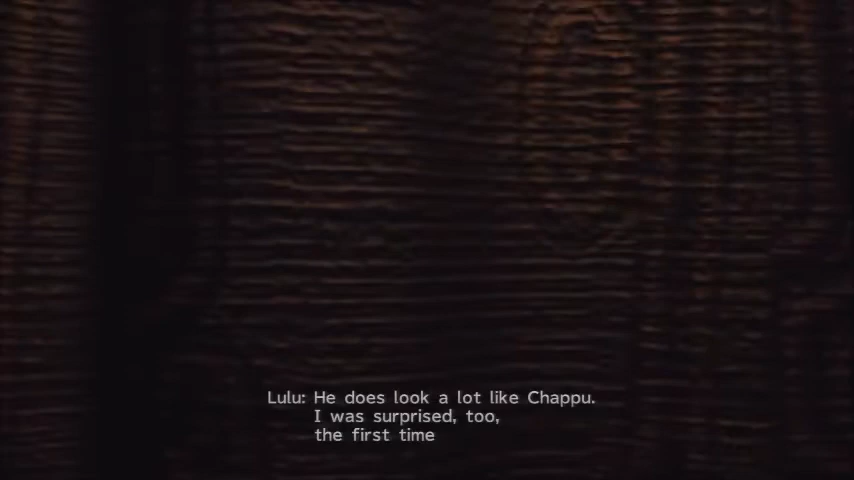 Lulu: He does look a lot like Chappu.
I was surprised, too,
the first time